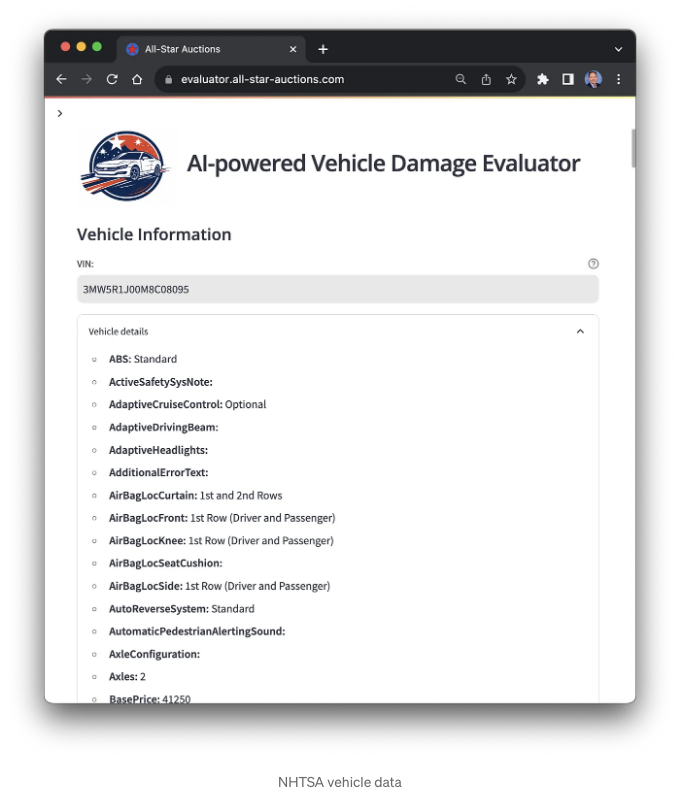 All-Star Auctions
evaluator.all-star-auctions.com
AI-powered Vehicle Damage Evaluator
Vehicle Information
VIN:
3MW5R1J00M8C08095
Vehicle details
ABS: Standard
ActiveSafetySysNote:
AdaptiveCruiseControl: Optional
AdaptiveDrivingBeam:
AdaptiveHeadlights:
AdditionalErrorText:
AirBagLocCurtain: 1st and 2nd Rows
AirBagLocFront: 1st Row (Driver and Passenger)
AirBagLocKnee: 1st Row (Driver and Passenger)
AirBagLocSeatCushion:
AirBagLocSide: 1st Row (Driver and Passenger)
AutoReverseSystem: Standard
AutomaticPedestrianAlertingSound:
AxleConfiguration:
Axles: 2
BasePrice: 41250
NHTSA vehicle data